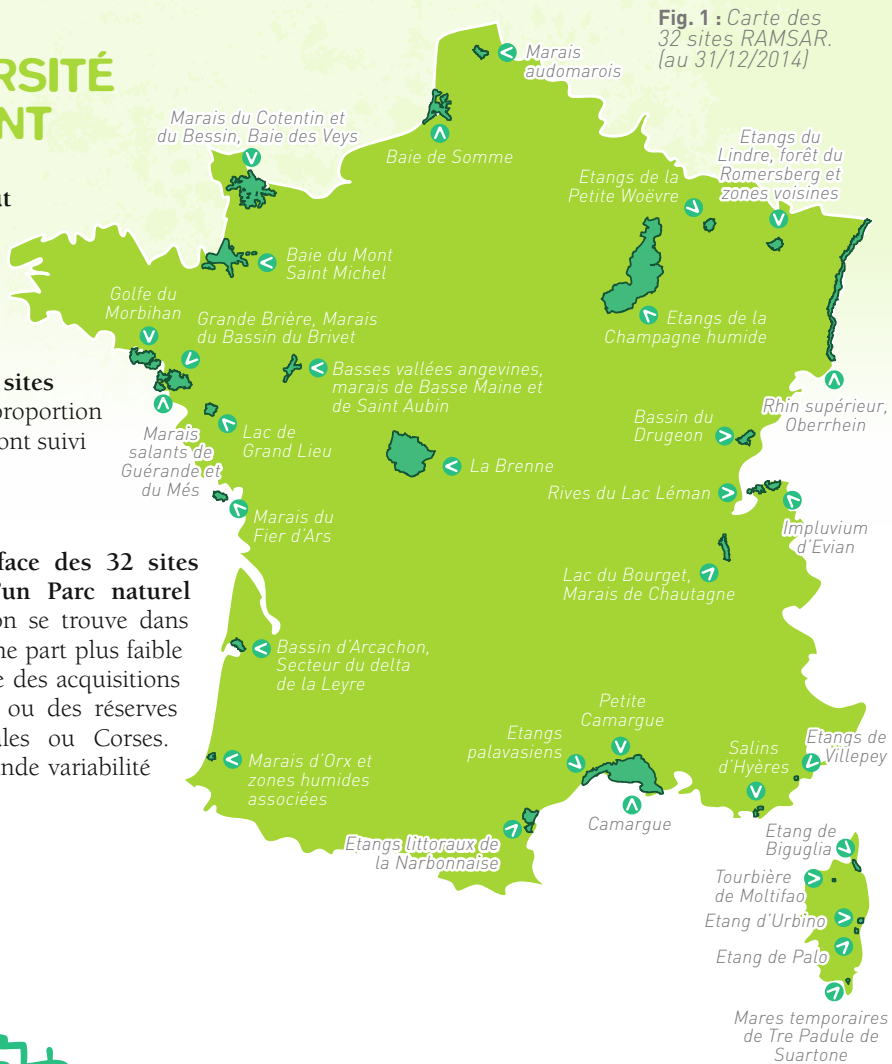 RSITÉ
NT
Fig. 1 : Carte des
32 sites RAMSAR.
(au 31/12/2014)
Marais
audomarois
Marais du Cotentin et
du Bessin, Baie des Veys
Baie de Somme
Etangs du
Lindre, forêt du
Romersberg et
zones voisines
Etangs de la
Petite Woëvre
Baie du Mont
Saint Michel
Golfe du
Morbihan
Grande Brière, Marais
du Bassin du Brivet
Etangs de la
Champagne humide
Basses vallées angevines,
marais de Basse Maine et
de Saint Aubin
Rhin supérieur,
Oberrhein
sites
proportion
ont suivi
Marais
salants de
Guérande et
du Més
Lac de
Grand Lieu
Bassin du
Drugeon
La Brenne
Rives du Lac Léman
Marais du
Fier d'Ars
Impluvium
d'Evian
face des 32 sites
'un Parc naturel
on se trouve dans
ne part plus faible
e des acquisitions
ou des réserves
les ou Corses.
nde variabilité
Lac du Bourget,
Marais de Chautagne
Bassin d'Arcachon,
Secteur du delta
de la Leyre
Marais d'Orx et
zones humides
associées
Etangs
palavasiens
Petite
Camargue
Salins
d'Hyères
Etangs de
Villepey
Camargue
Etangs littoraux de
la Narbonnaise
Etang de
Biguglia
Tourbière
de Moltifao
Etang d'Urbino
Etang de Palo
Mares temporaires
de Tre Padule de
Suartone